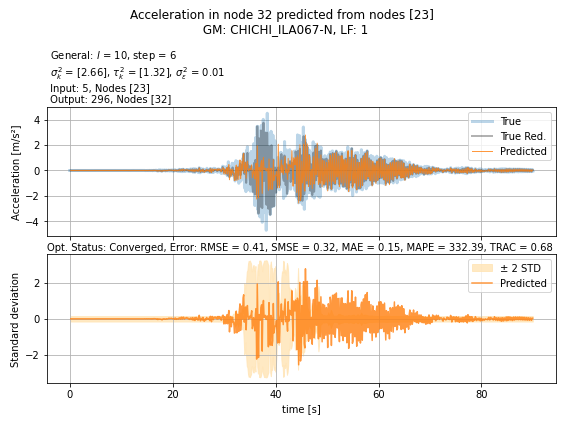 Acceleration in node 32 predicted from nodes [23]
GM: CHICHI_ILA067-N, LF: 1
General: l = 10, step = 6
σ²ₖ = [2.66], τ²ₖ = [1.32], σ²_ε = 0.01
Input: 5, Nodes [23]
Output: 296, Nodes [32]
4
2
0
−2
−4
Acceleration [m/s²]
True
True Red.
Predicted
Opt. Status: Converged, Error: RMSE = 0.41, SMSE = 0.32, MAE = 0.15, MAPE = 332.39, TRAC = 0.68
2
0
−2
Standard deviation
± 2 STD
Predicted
0 20 40 60 80
time [s]